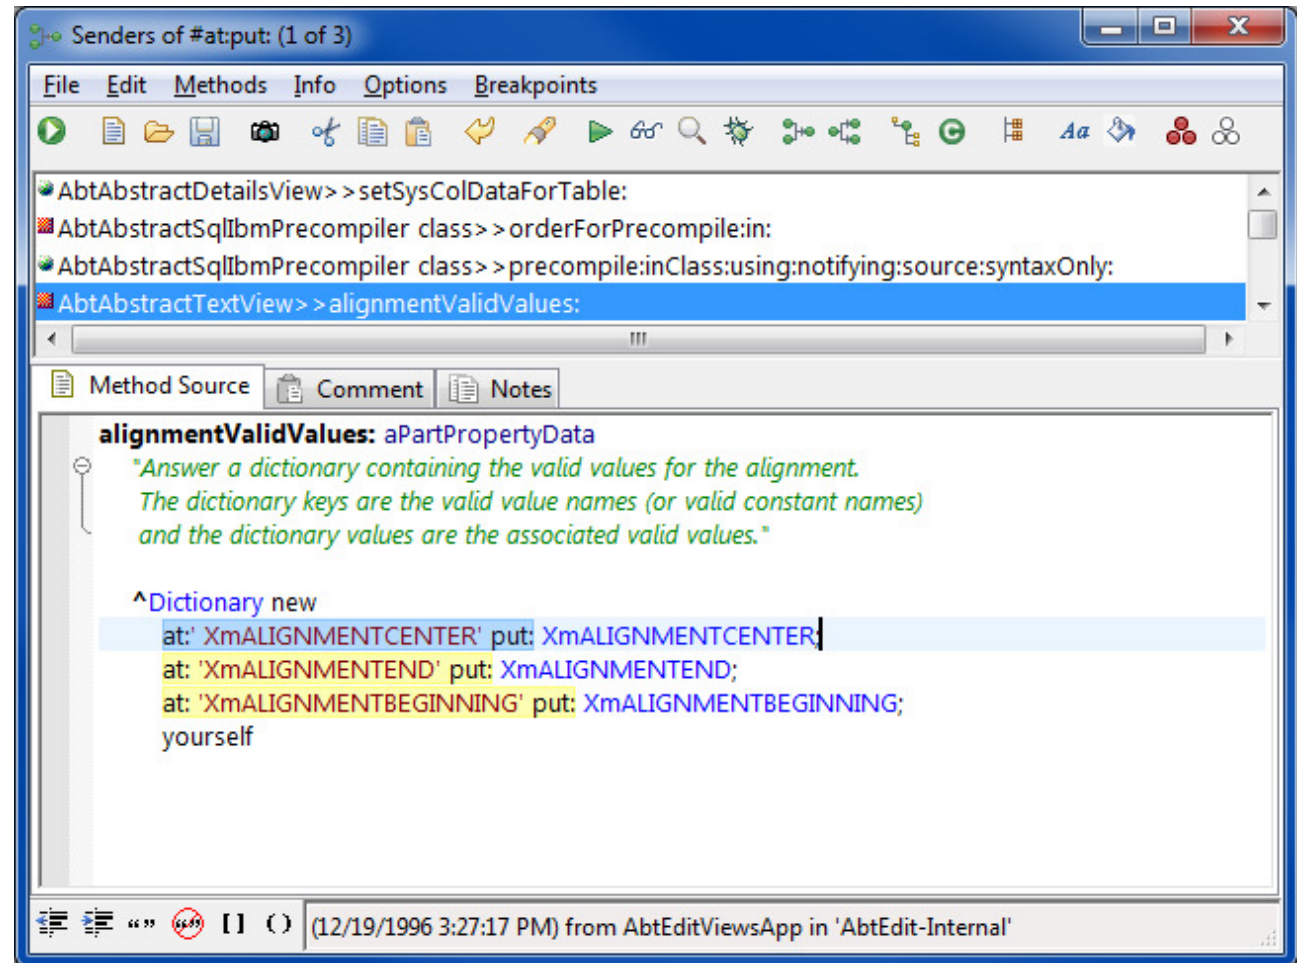 Senders of #at:put: (1 of 3)
File Edit Methods Info Options Breakpoints
Aa
AbtAbstractDetailsView>>setSysColDataForTable:
AbtAbstractSqlIbmPrecompiler class>>orderForPrecompile:in:
AbtAbstractSqlIbmPrecompiler class>>precompile:inClass:using:notifying:source:syntaxOnly:
AbtAbstractTextView>>alignmentValidValues:
Method Source Comment Notes
alignmentValidValues: aPartPropertyData
"Answer a dictionary containing the valid values for the alignment.
The dictionary keys are the valid value names (or valid constant names)
and the dictionary values are the associated valid values."
^Dictionary new
at:' XmALIGNMENTCENTER' put: XmALIGNMENTCENTER;
at: 'XmALIGNMENTEND' put: XmALIGNMENTEND;
at: 'XmALIGNMENTBEGINNING' put: XmALIGNMENTBEGINNING;
yourself
“” [] () (12/19/1996 3:27:17 PM) from AbtEditViewsApp in 'AbtEdit-Internal'